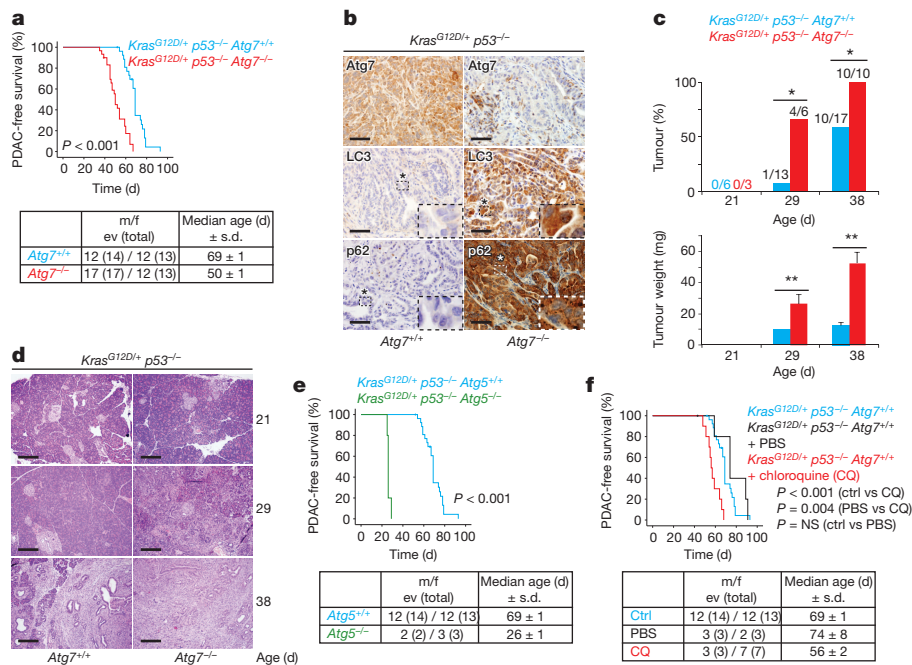 a
Kras^G12D/+ p53^−/− Atg7^+/+
Kras^G12D/+ p53^−/− Atg7^−/−
PDAC-free survival (%)
100
80
60
40
20
0
P < 0.001
0 20 40 60 80 100
Time (d)
m/f
ev (total)
Median age (d)
± s.d.
Atg7^+/+ 12 (14) / 12 (13) 69 ± 1
Atg7^−/− 17 (17) / 12 (13) 50 ± 1
b
Kras^G12D/+ p53^−/−
Atg7 Atg7
LC3 LC3
* *
p62 p62
* *
Atg7^+/+ Atg7^−/−
c
Kras^G12D/+ p53^−/− Atg7^+/+
Kras^G12D/+ p53^−/− Atg7^−/−
Tumour (%)
100
50
0
*
*
10/10
4/6
10/17
1/13
0/6 0/3
21 29 38
Age (d)
Tumour weight (mg)
60
40
20
0
**
**
21 29 38
Age (d)
d
Kras^G12D/+ p53^−/−
21
29
38
Atg7^+/+ Atg7^−/− Age (d)
e
Kras^G12D/+ p53^−/− Atg5^+/+
Kras^G12D/+ p53^−/− Atg5^−/−
PDAC-free survival (%)
100
80
60
40
20
0
P < 0.001
0 20 40 60 80 100
Time (d)
m/f
ev (total)
Median age (d)
± s.d.
Atg5^+/+ 12 (14) / 12 (13) 69 ± 1
Atg5^−/− 2 (2) / 3 (3) 26 ± 1
f
PDAC-free survival (%)
100
80
60
40
20
0
0 20 40 60 80 100
Time (d)
Kras^G12D/+ p53^−/− Atg7^+/+
Kras^G12D/+ p53^−/− Atg7^+/+
+ PBS
Kras^G12D/+ p53^−/− Atg7^+/+
+ chloroquine (CQ)
P < 0.001 (ctrl vs CQ)
P = 0.004 (PBS vs CQ)
P = NS (ctrl vs PBS)
m/f
ev (total)
Median age (d)
± s.d.
Ctrl 12 (14) / 12 (13) 69 ± 1
PBS 3 (3) / 2 (3) 74 ± 8
CQ 3 (3) / 7 (7) 56 ± 2